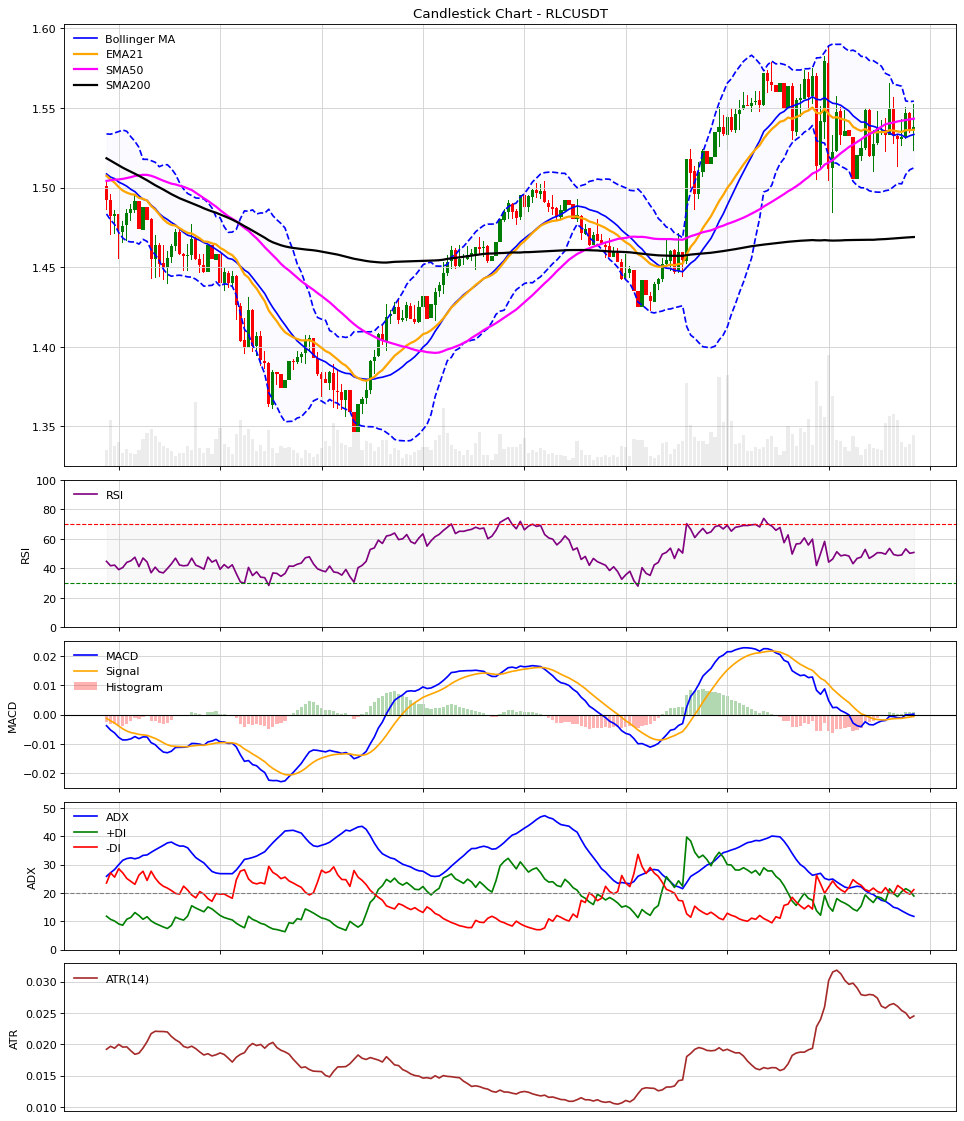 Candlestick Chart - RLCUSDT
1.60
1.55
1.50
1.45
1.40
1.35
Bollinger MA
EMA21
SMA50
SMA200
100
80
60
40
20
0
RSI
RSI
0.02
0.01
0.00
−0.01
−0.02
MACD
MACD
Signal
Histogram
50
40
30
20
10
0
ADX
ADX
+DI
-DI
0.030
0.025
0.020
0.015
0.010
ATR
ATR(14)